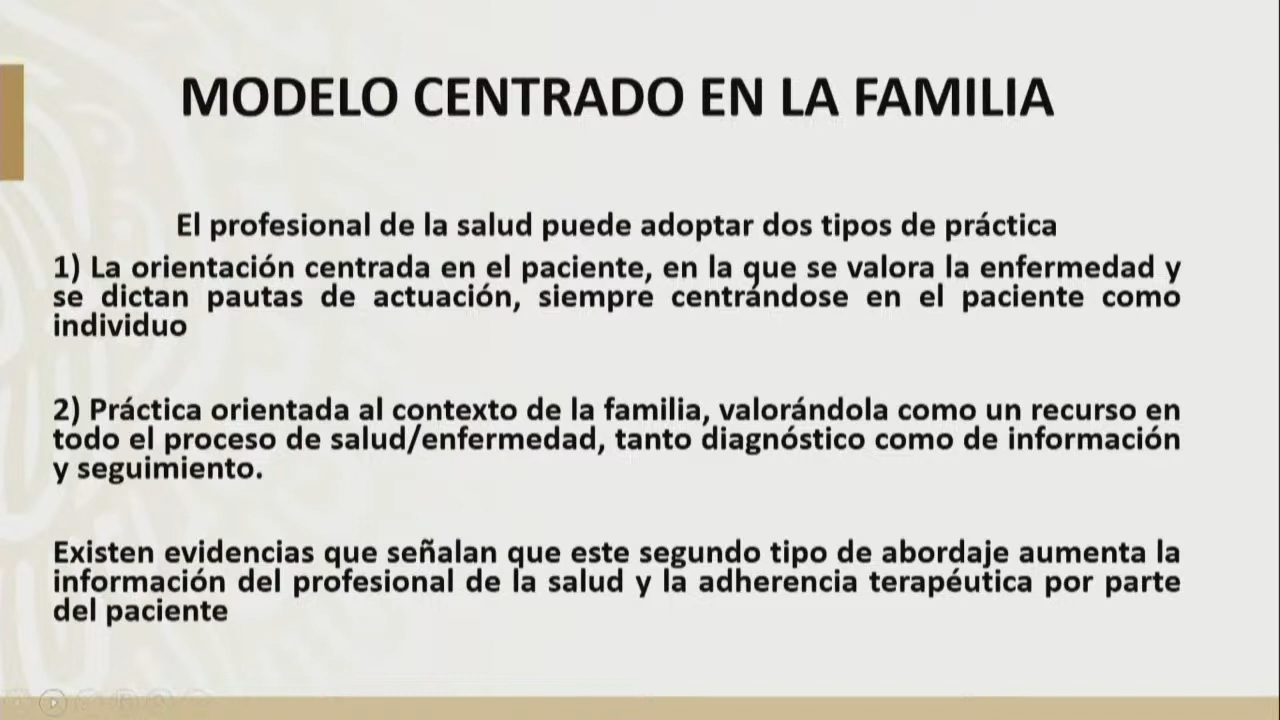 MODELO CENTRADO EN LA FAMILIA
El profesional de la salud puede adoptar dos tipos de práctica
1) La orientación centrada en el paciente, en la que se valora la enfermedad y
se dictan pautas de actuación, siempre centrándose en el paciente como
individuo
2) Práctica orientada al contexto de la familia, valorándola como un recurso en
todo el proceso de salud/enfermedad, tanto diagnóstico como de información
y seguimiento.
Existen evidencias que señalan que este segundo tipo de abordaje aumenta la
información del profesional de la salud y la adherencia terapéutica por parte
del paciente